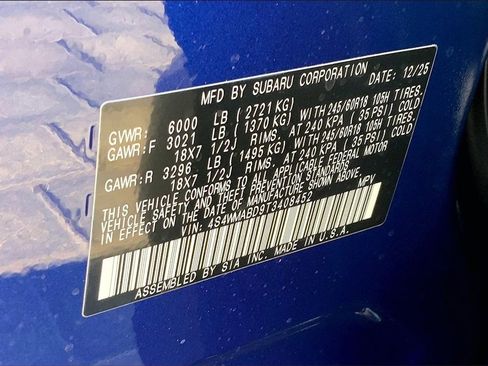 MFD BY SUBARU CORPORATION DATE: 12/25
GVWR: 6000 LB (2721 KG)
GAWR:F 3021 LB (1370 KG) WITH 245/60R18 105H TIRES.
18X7 1/2J RIMS. AT 240 KPA (35 PSI) COLD
GAWR:R 3296 LB (1495 KG) WITH 245/60R18 105H TIRES.
18X7 1/2J RIMS. AT 240 KPA (35 PSI) COLD
THIS VEHICLE CONFORMS TO ALL APPLICABLE FEDERAL MOTOR
VEHICLE SAFETY AND THEFT PREVENTION STANDARDS
IN EFFECT ON THE DATE OF MANUFACTURE SHOWN ABOVE.
VIN: 4S4WMABD9T3408452 MPV
ASSEMBLED BY SIA INC. MADE IN U.S.A.